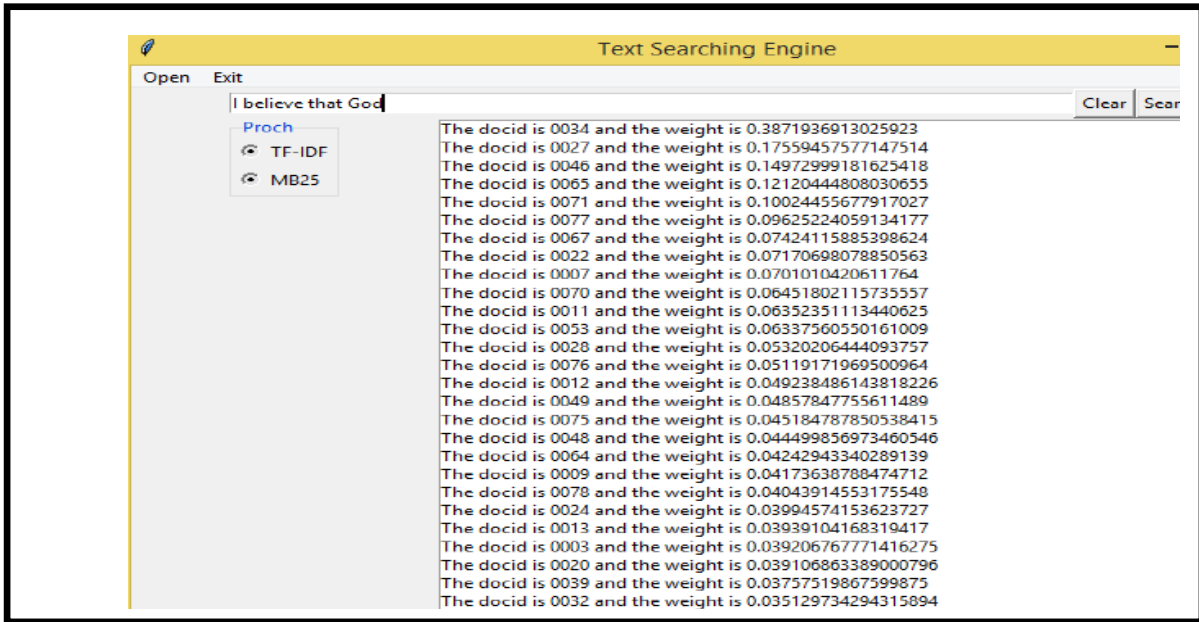 Text Searching Engine
Open Exit
I believe that God Clear Sear
Proch
TF-IDF
MB25
The docid is 0034 and the weight is 0.3871936913025923
The docid is 0027 and the weight is 0.17559457577147514
The docid is 0046 and the weight is 0.14972999181625418
The docid is 0065 and the weight is 0.12120444808030655
The docid is 0071 and the weight is 0.10024455677917027
The docid is 0077 and the weight is 0.09625224059134177
The docid is 0067 and the weight is 0.07424115885398624
The docid is 0022 and the weight is 0.07170698078850563
The docid is 0007 and the weight is 0.0701010420611764
The docid is 0070 and the weight is 0.06451802115735557
The docid is 0011 and the weight is 0.06352351113440625
The docid is 0053 and the weight is 0.06337560550161009
The docid is 0028 and the weight is 0.05320206444093757
The docid is 0076 and the weight is 0.05119171969500964
The docid is 0012 and the weight is 0.049238486143818226
The docid is 0049 and the weight is 0.04857847755611489
The docid is 0075 and the weight is 0.045184787850538415
The docid is 0048 and the weight is 0.044499856973460546
The docid is 0064 and the weight is 0.04242943340289139
The docid is 0009 and the weight is 0.04173638788474712
The docid is 0078 and the weight is 0.04043914553175548
The docid is 0024 and the weight is 0.03994574153623727
The docid is 0013 and the weight is 0.03939104168319417
The docid is 0003 and the weight is 0.039206767771416275
The docid is 0020 and the weight is 0.039106863389000796
The docid is 0039 and the weight is 0.03757519867599875
The docid is 0032 and the weight is 0.035129734294315894